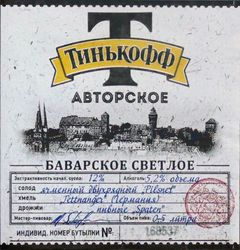 Тинькофф
АВТОРСКОЕ
БАВАРСКОЕ СВЕТЛОЕ
Экстрактивность начал. сусла: 12% Алкоголь: 5,2% объема
СОЛОД ячменный двухрядный „Pilsner"
ХМЕЛЬ „Tettnanger" (Германия)
ДРОЖЖИ пивные „Spaten"
Мастер-пивовар: Объем пива: 0,5 литра
ИНДИВИД. НОМЕР БУТЫЛКИ №. 168537